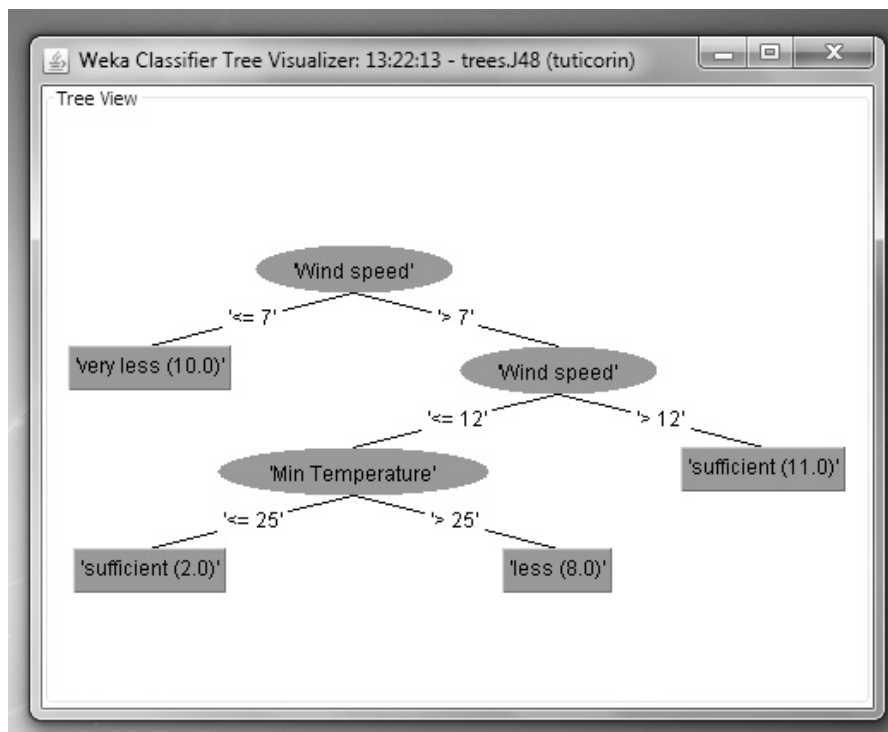 Weka Classifier Tree Visualizer: 13:22:13 - trees.J48 (tuticorin)
Tree View
'Wind speed'
'<= 7'
'> 7'
'very less (10.0)'
'Wind speed'
'<= 12'
'> 12'
'Min Temperature'
'sufficient (11.0)'
'<= 25'
'> 25'
'sufficient (2.0)'
'less (8.0)'